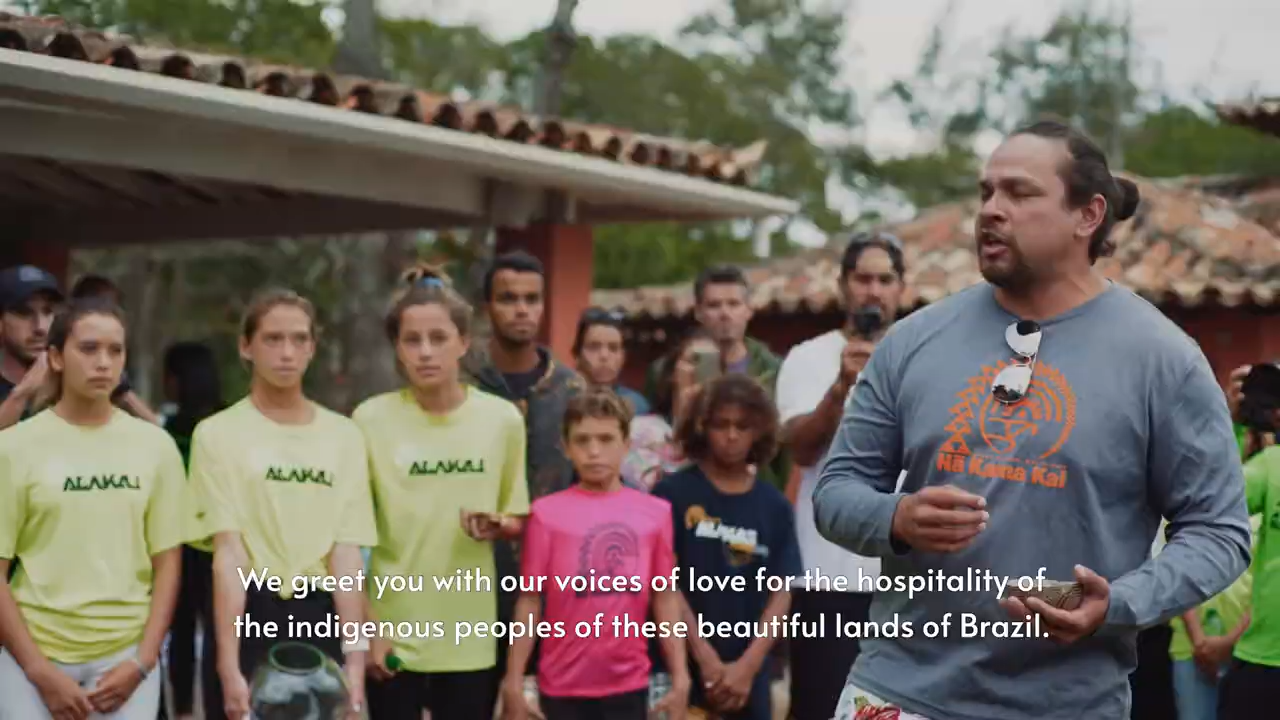 ALAKAI
ALAKAI
ALAKAI
Nā Kama Kai
ALAKAI
We greet you with our voices of love for the hospitality of
the indigenous peoples of these beautiful lands of Brazil.